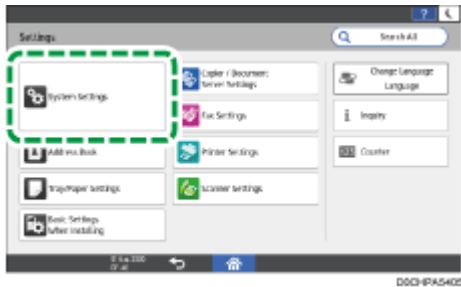 Settings
Search All
System Settings
Copier / Document
Server Settings
Change Language
Language
Fax Settings
Inquiry
Address Book
Printer Settings
Counter
Tray/Paper Settings
Scanner Settings
Basic Settings
When Installing
D0CHPA5405